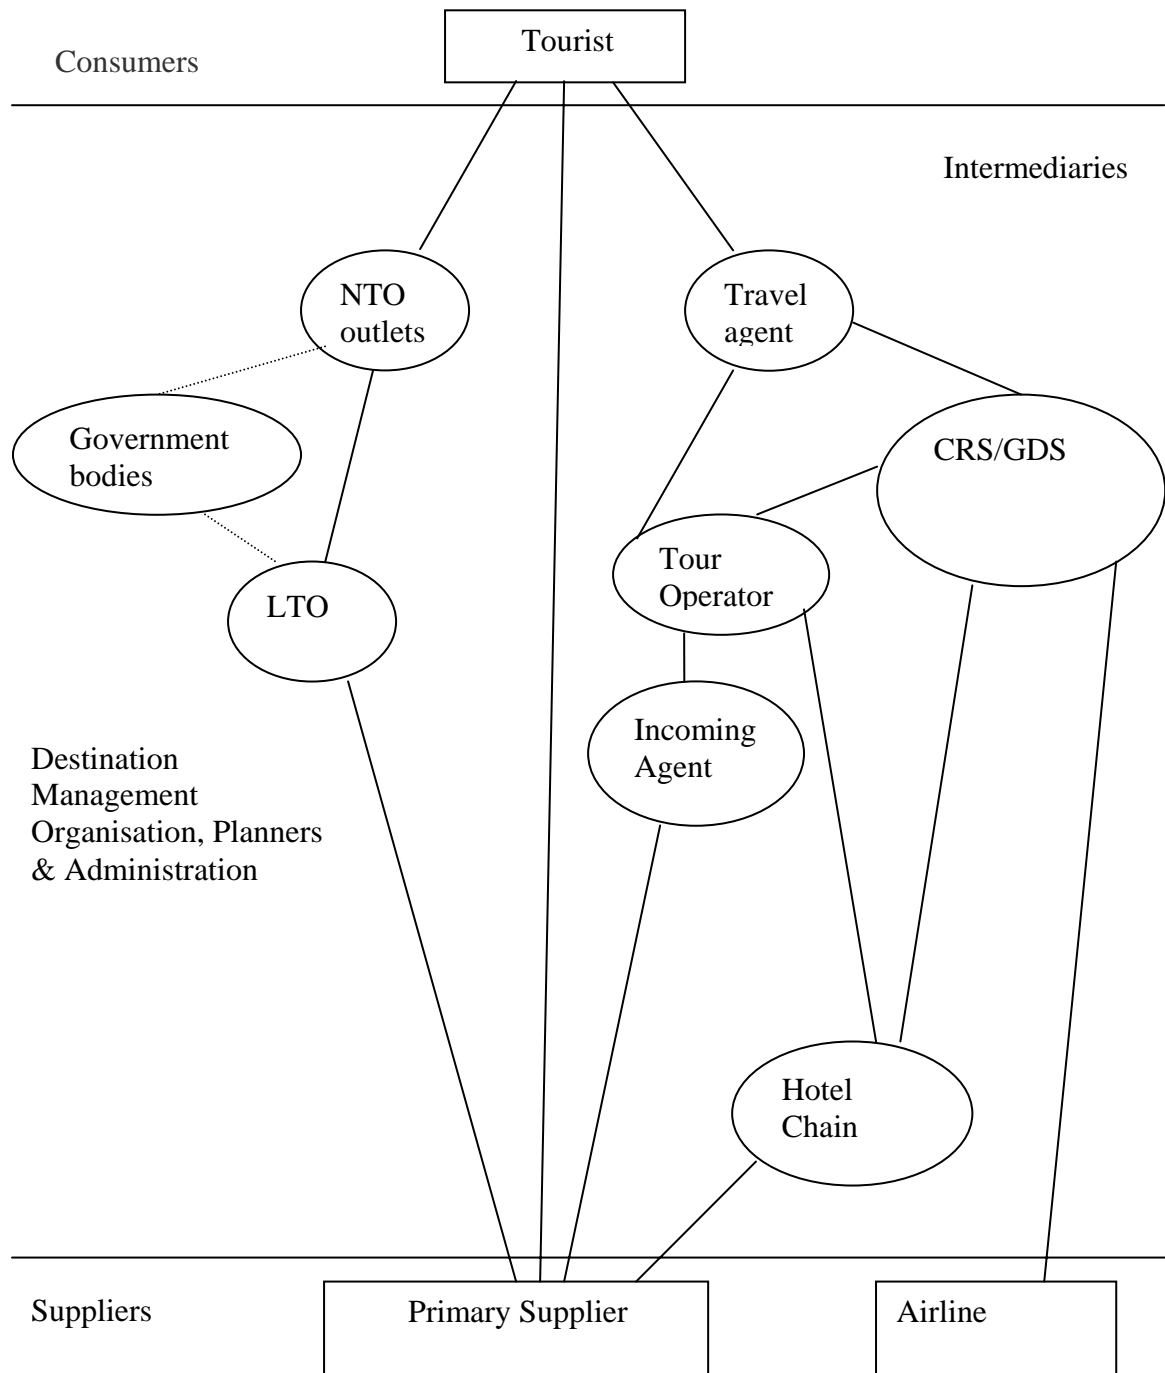 Tourist
Consumers
Intermediaries
NTO
outlets
Travel
agent
Government
bodies
CRS/GDS
Tour
Operator
LTO
Incoming
Agent
Destination
Management
Organisation, Planners
& Administration
Hotel
Chain
Suppliers
Primary Supplier
Airline